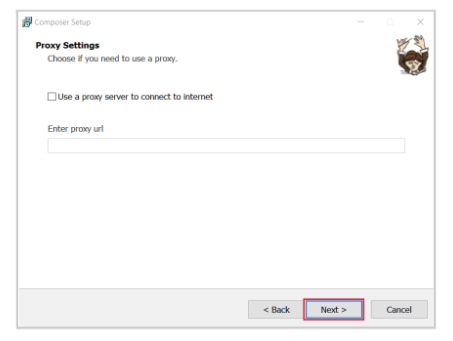 Composer Setup
Proxy Settings
Choose if you need to use a proxy.
Use a proxy server to connect to internet
Enter proxy url
< Back Next > Cancel